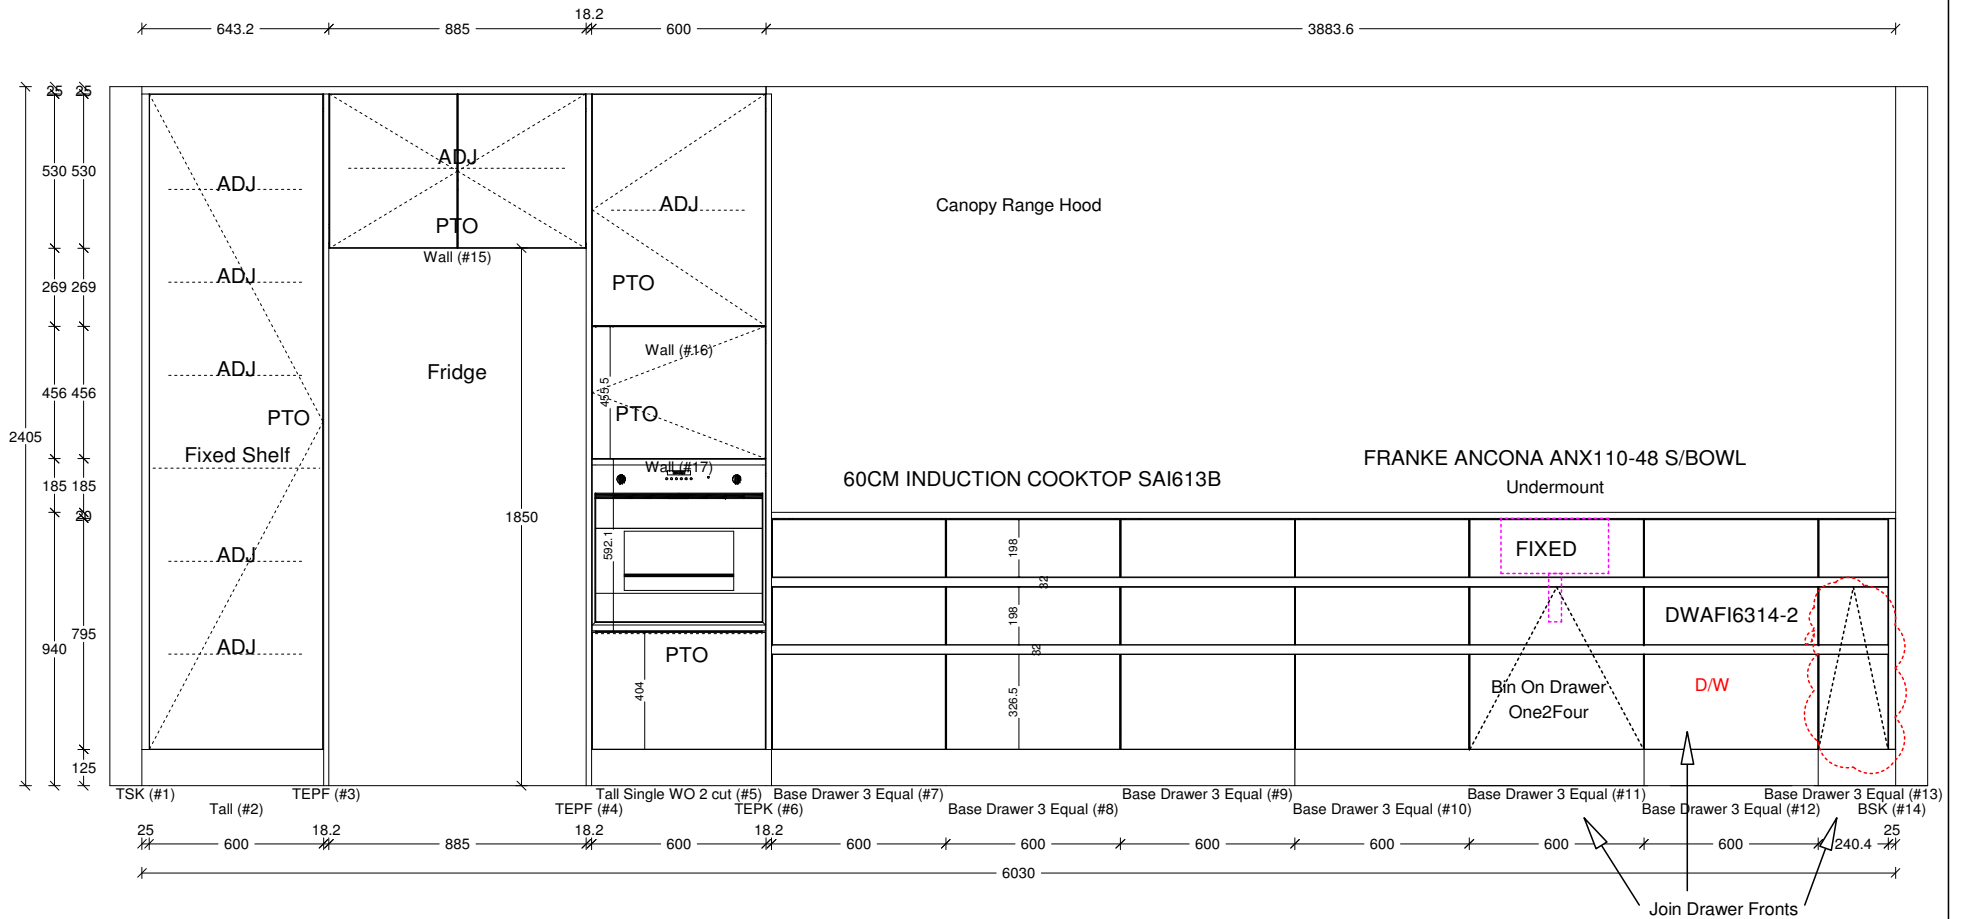 18.2
643.2
885
600
3883.6
25
25
530
530
269
269
456
456
2405
185
185
20
940
795
125
ADJ
ADJ
ADJ
PTO
Fixed Shelf
ADJ
ADJ
ADJ
PTO
Wall (#15)
Fridge
1850
ADJ
PTO
Wall (#16)
455.5
PTO
Wall (#17)
592.1
PTO
404
Canopy Range Hood
60CM INDUCTION COOKTOP SAI613B
FRANKE ANCONA ANX110-48 S/BOWL
Undermount
198
32
198
32
326.5
FIXED
DWAFI6314-2
Bin On Drawer
One2Four
D/W
TSK (#1)
TEPF (#3)
Tall Single WO 2 cut (#5)
Base Drawer 3 Equal (#7)
Base Drawer 3 Equal (#9)
Base Drawer 3 Equal (#11)
Base Drawer 3 Equal (#13)
Tall (#2)
TEPF (#4)
TEPK (#6)
Base Drawer 3 Equal (#8)
Base Drawer 3 Equal (#10)
Base Drawer 3 Equal (#12)
BSK (#14)
25
18.2
18.2
18.2
25
600
885
600
600
600
600
600
600
600
240.4
6030
Join Drawer Fronts